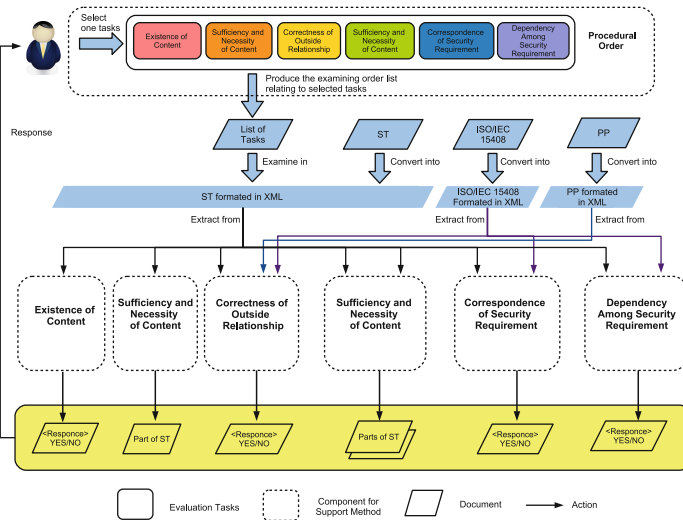 Select
one tasks
Existence of
Content
Sufficiency and
Necessity
of Content
Correctness of
Outside
Relationship
Sufficiency and
Necessity
of Content
Correspondence
of Security
Requirement
Dependency
Among
Security
Requirement
Procedural
Order
Produce the examining order list
relating to selected tasks
Response
List of
Tasks
ST
ISO/IEC
15408
PP
Examine in
Convert into
Convert into
Convert into
ST formated in XML
ISO/IEC 15408
Formated in XML
PP formated
in XML
Extract from
Extract from
Extract from
Existence of
Content
Sufficiency and
Necessity
of Content
Correctness of
Outside
Relationship
Sufficiency and
Necessity
of Content
Correspondence
of Security
Requirement
Dependency
Among Security
Requirement
<Responce>
YES/NO
Part of ST
<Responce>
YES/NO
Parts of ST
<Responce>
YES/NO
<Responce>
YES/NO
Evaluation Tasks
Component for
Support Method
Document
Action